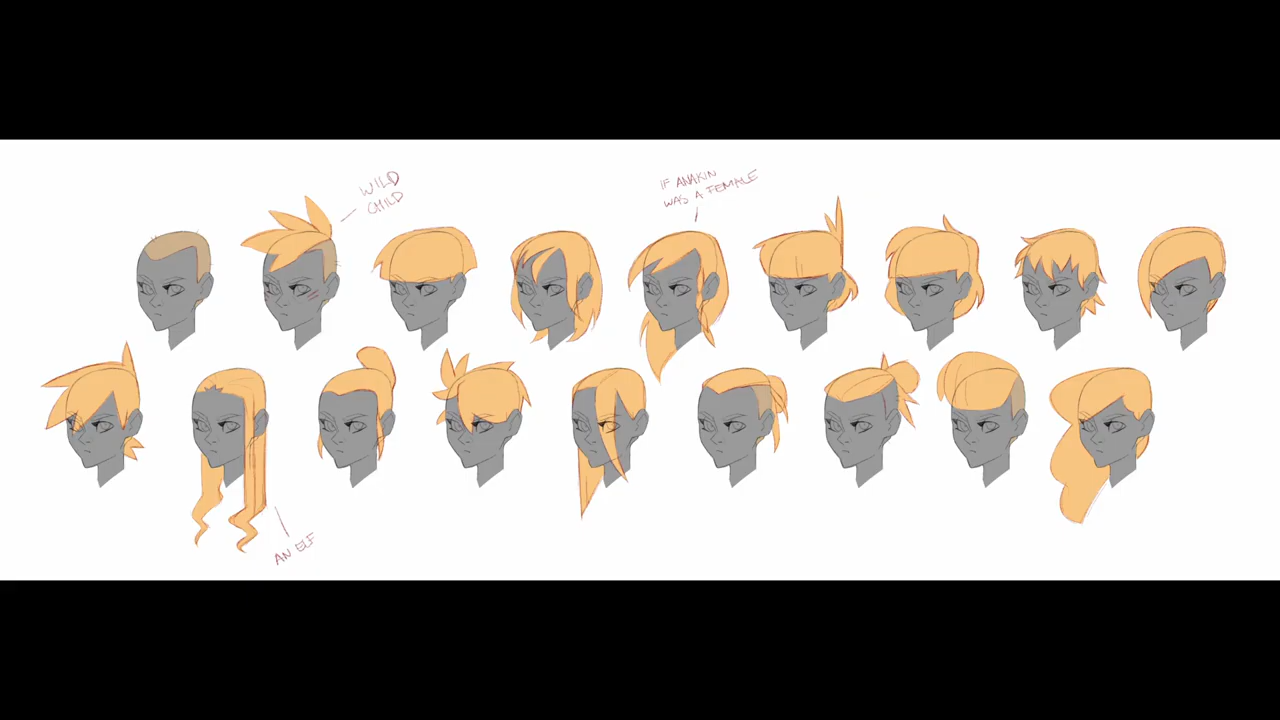 WILD
CHILD
IF ANAKIN
WAS A FEMALE
AN ELF